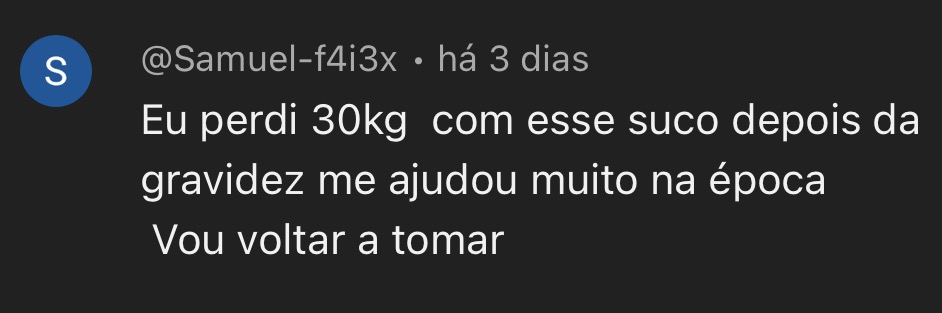 S
@Samuel-f4i3x • há 3 dias
Eu perdi 30kg  com esse suco depois da
gravidez me ajudou muito na época
Vou voltar a tomar